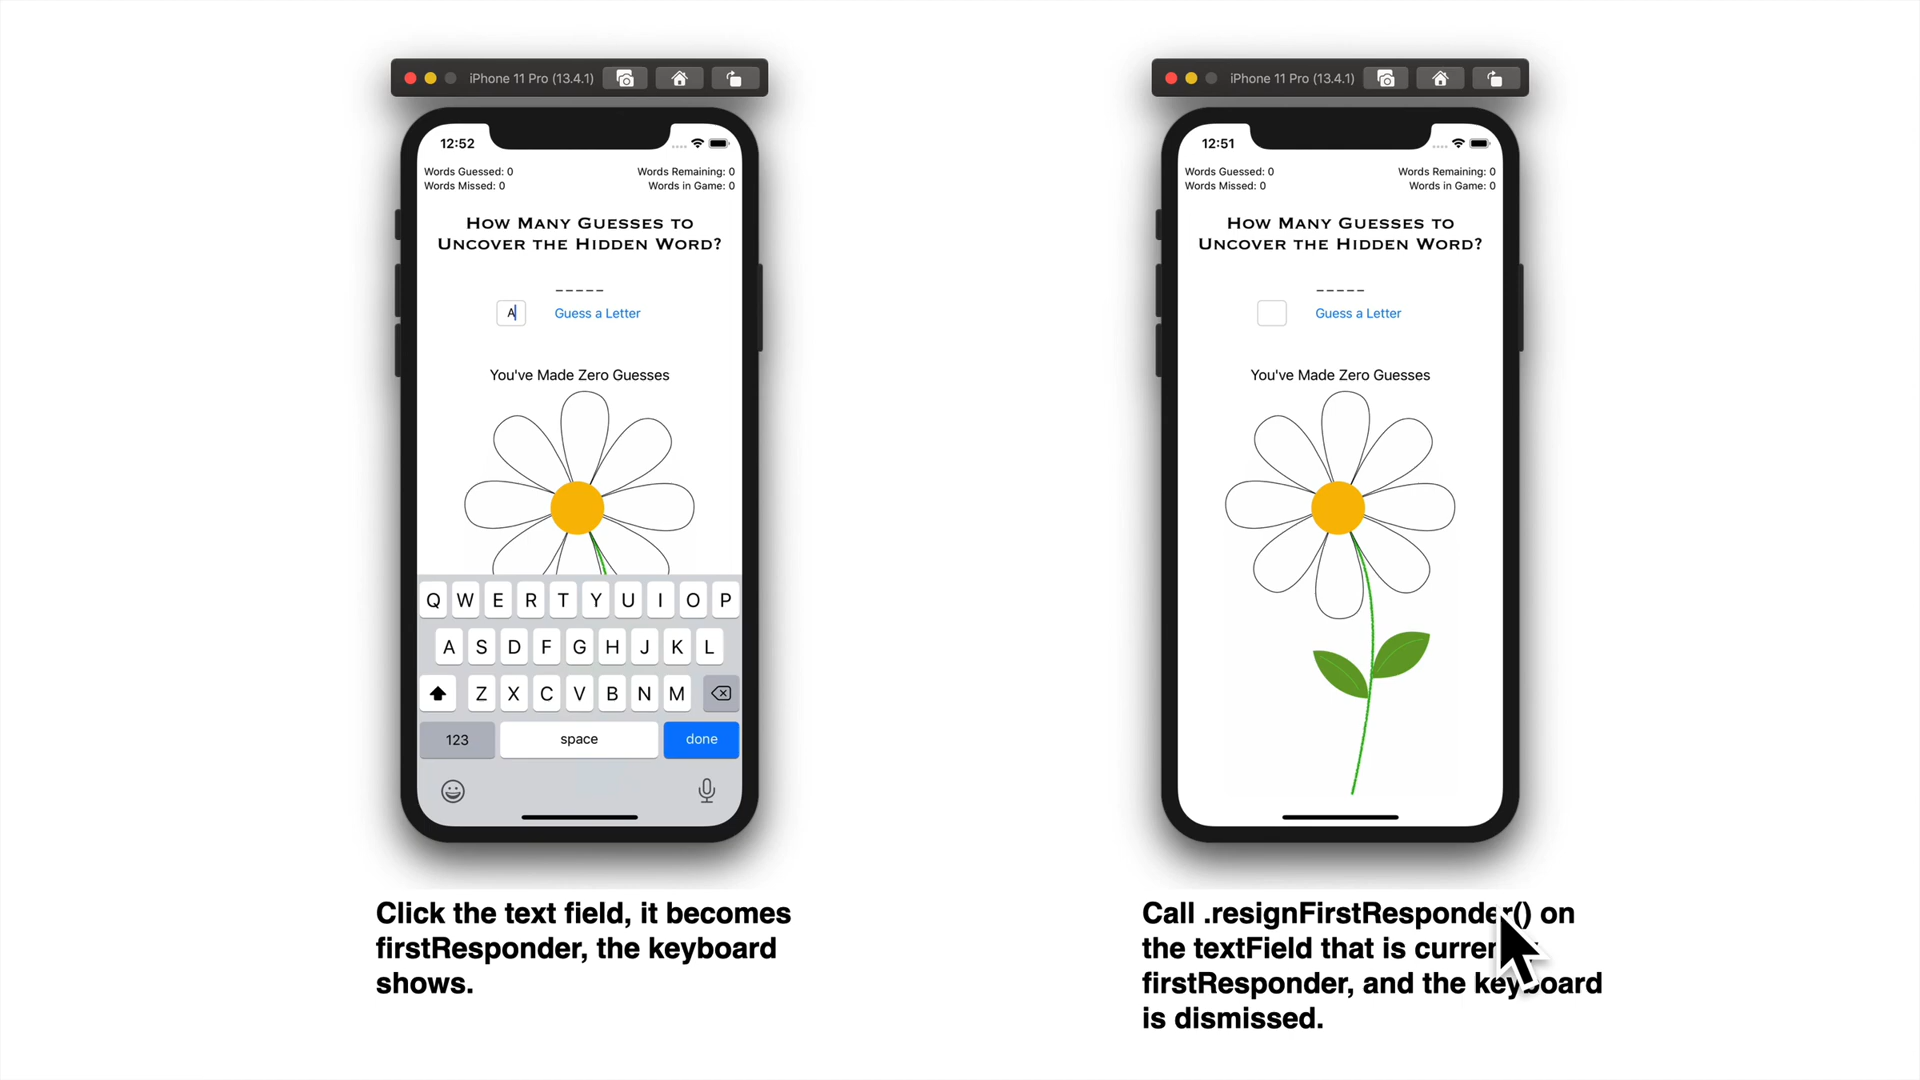 iPhone 11 Pro (13.4.1)
12:52
Words Guessed: 0
Words Remaining: 0
Words Missed: 0
Words in Game: 0
How Many Guesses to
Uncover the Hidden Word?
_ _ _ _ _
A
Guess a Letter
You've Made Zero Guesses
Q W E R T Y U I O P
A S D F G H J K L
Z X C V B N M
123
space
done
Click the text field, it becomes
firstResponder, the keyboard
shows.
iPhone 11 Pro (13.4.1)
12:51
Words Guessed: 0
Words Remaining: 0
Words Missed: 0
Words in Game: 0
How Many Guesses to
Uncover the Hidden Word?
_ _ _ _ _
Guess a Letter
You've Made Zero Guesses
Call .resignFirstResponder() on
the textField that is
firstResponder, and the keyboard
is dismissed.